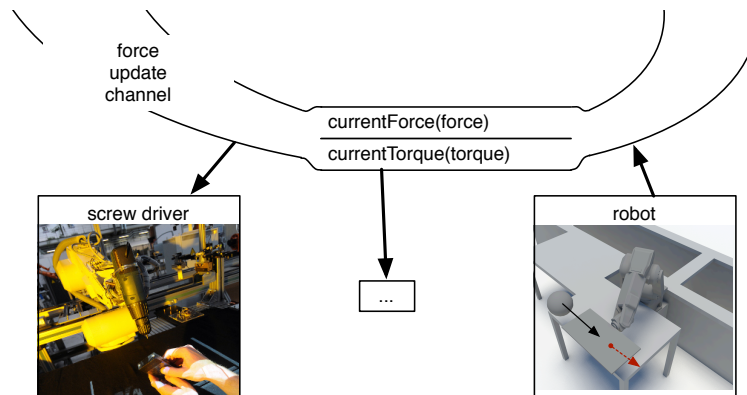 force
update
channel
currentForce(force)
currentTorque(torque)
screw driver
robot
...